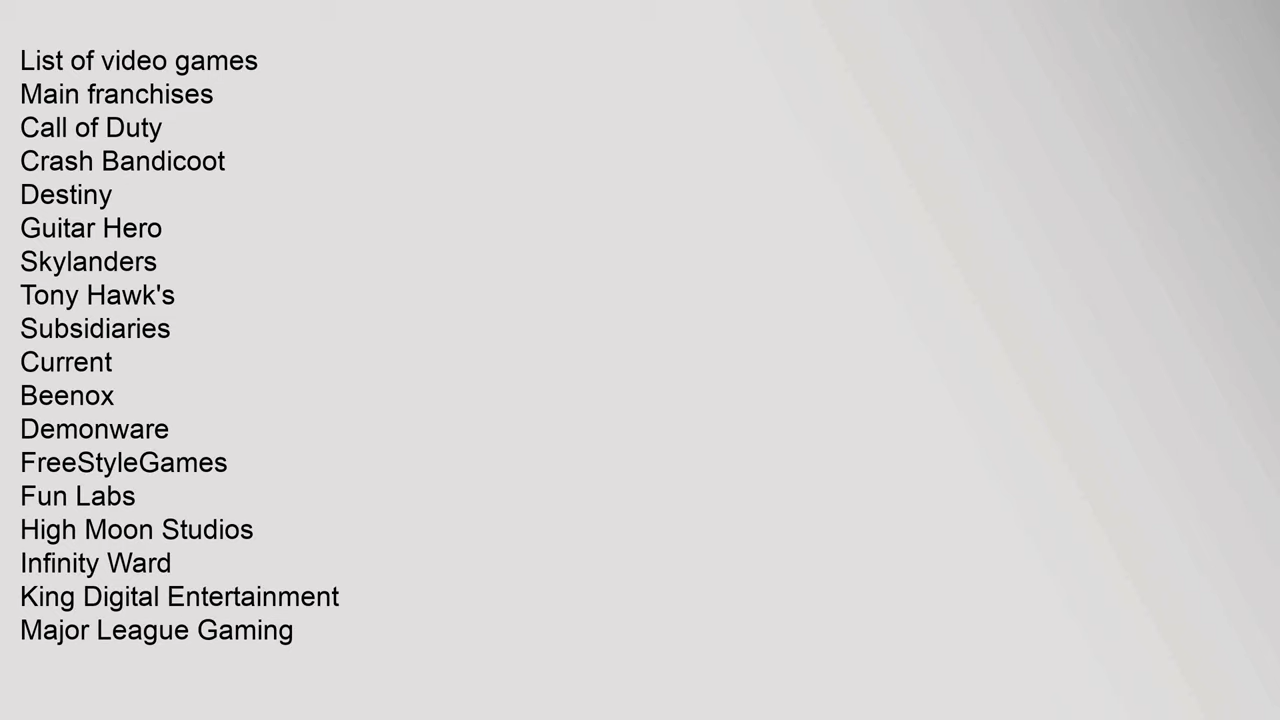 List of video games
Main franchises
Call of Duty
Crash Bandicoot
Destiny
Guitar Hero
Skylanders
Tony Hawk's
Subsidiaries
Current
Beenox
Demonware
FreeStyleGames
Fun Labs
High Moon Studios
Infinity Ward
King Digital Entertainment
Major League Gaming